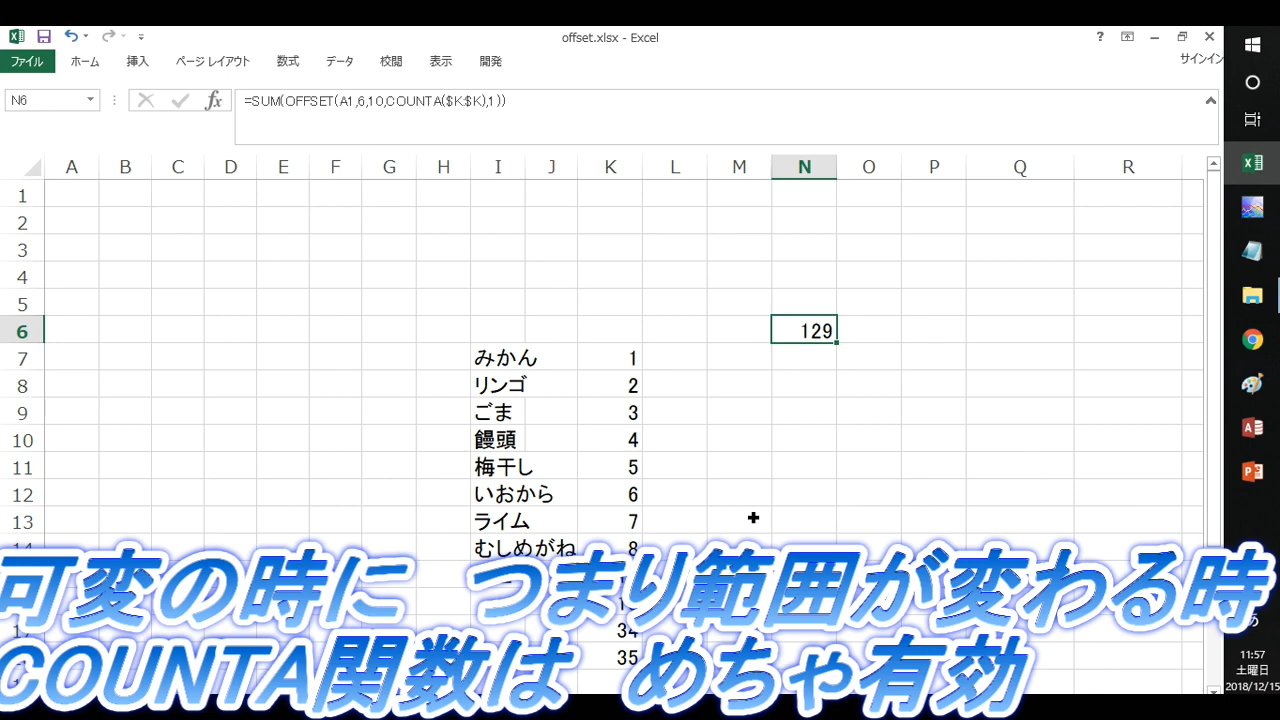 offset.xlsx - Excel
ファイル ホーム 挿入 ページ レイアウト 数式 データ 校閲 表示 開発 サインイン
N6 =SUM(OFFSET(A1,6,10,COUNTA($K:$K),1))
A B C D E F G H I J K L M N O P Q R
1
2
3
4
5
6 129
7 みかん 1
8 リンゴ 2
9 ごま 3
10 饅頭 4
11 梅干し 5
12 いおから 6
13 ライム 7
14 むしめがね 8
可変の時に つまり範囲が変わる時
34
35
COUNTA関数は めちゃ有効
11:57
土曜日
2018/12/15